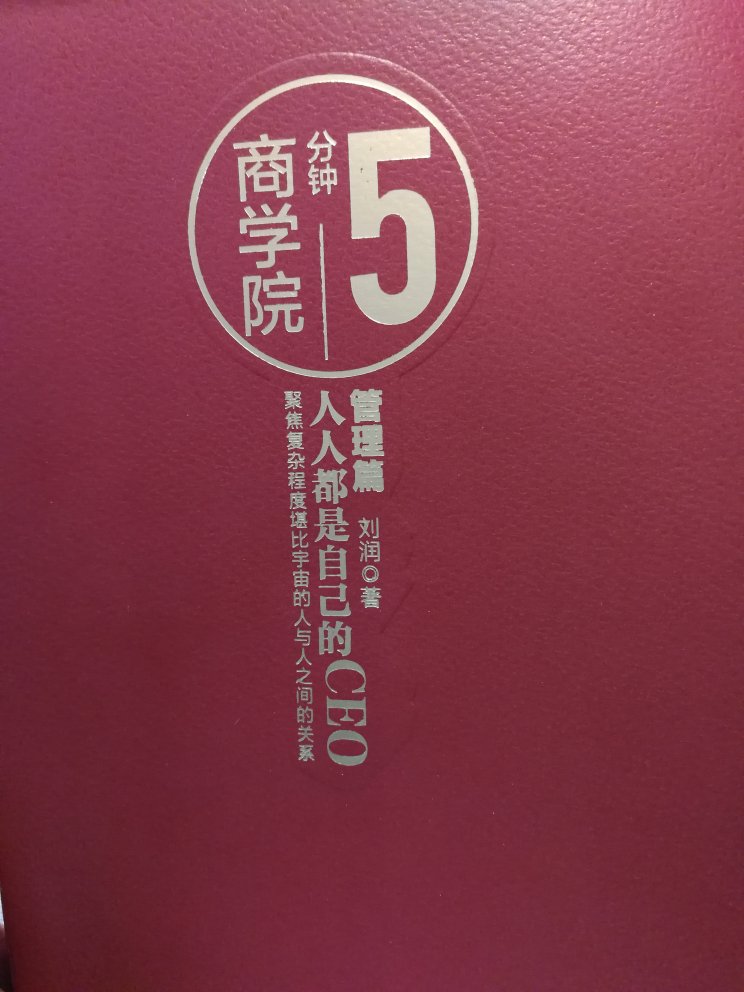 5
分钟
商学院
管理篇
刘润◎著
人人都是自己的CEO
聚焦复杂程度堪比宇宙的人与人之间的关系